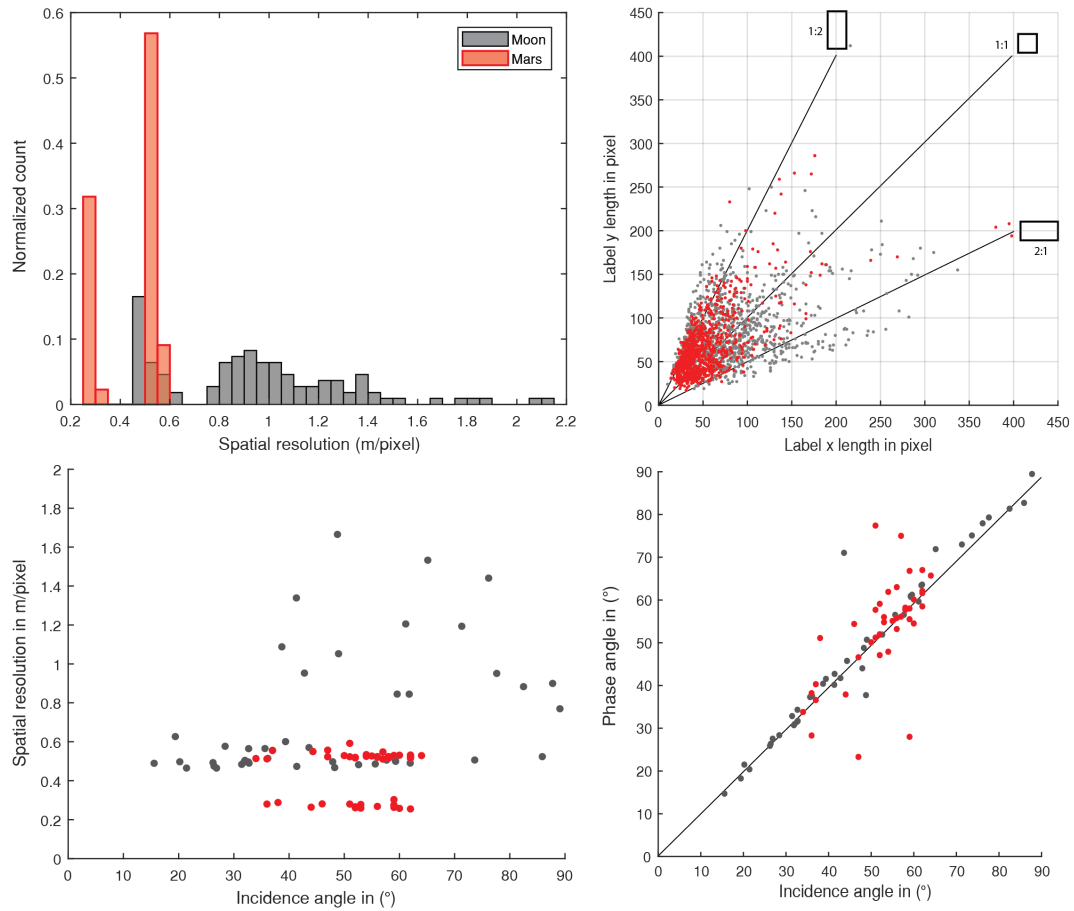 0.6
0.5
0.4
0.3
0.2
0.1
0
Normalized count
Moon
Mars
0.2 0.4 0.6 0.8 1 1.2 1.4 1.6 1.8 2 2.2
Spatial resolution (m/pixel)
450
400
350
300
250
200
150
100
50
0
Label y length in pixel
1:2
1:1
2:1
0 50 100 150 200 250 300 350 400 450
Label x length in pixel
2
1.8
1.6
1.4
1.2
1
0.8
0.6
0.4
0.2
0
Spatial resolution in m/pixel
0 10 20 30 40 50 60 70 80 90
Incidence angle in (°)
90
80
70
60
50
40
30
20
10
0
Phase angle in (°)
0 10 20 30 40 50 60 70 80 90
Incidence angle in (°)